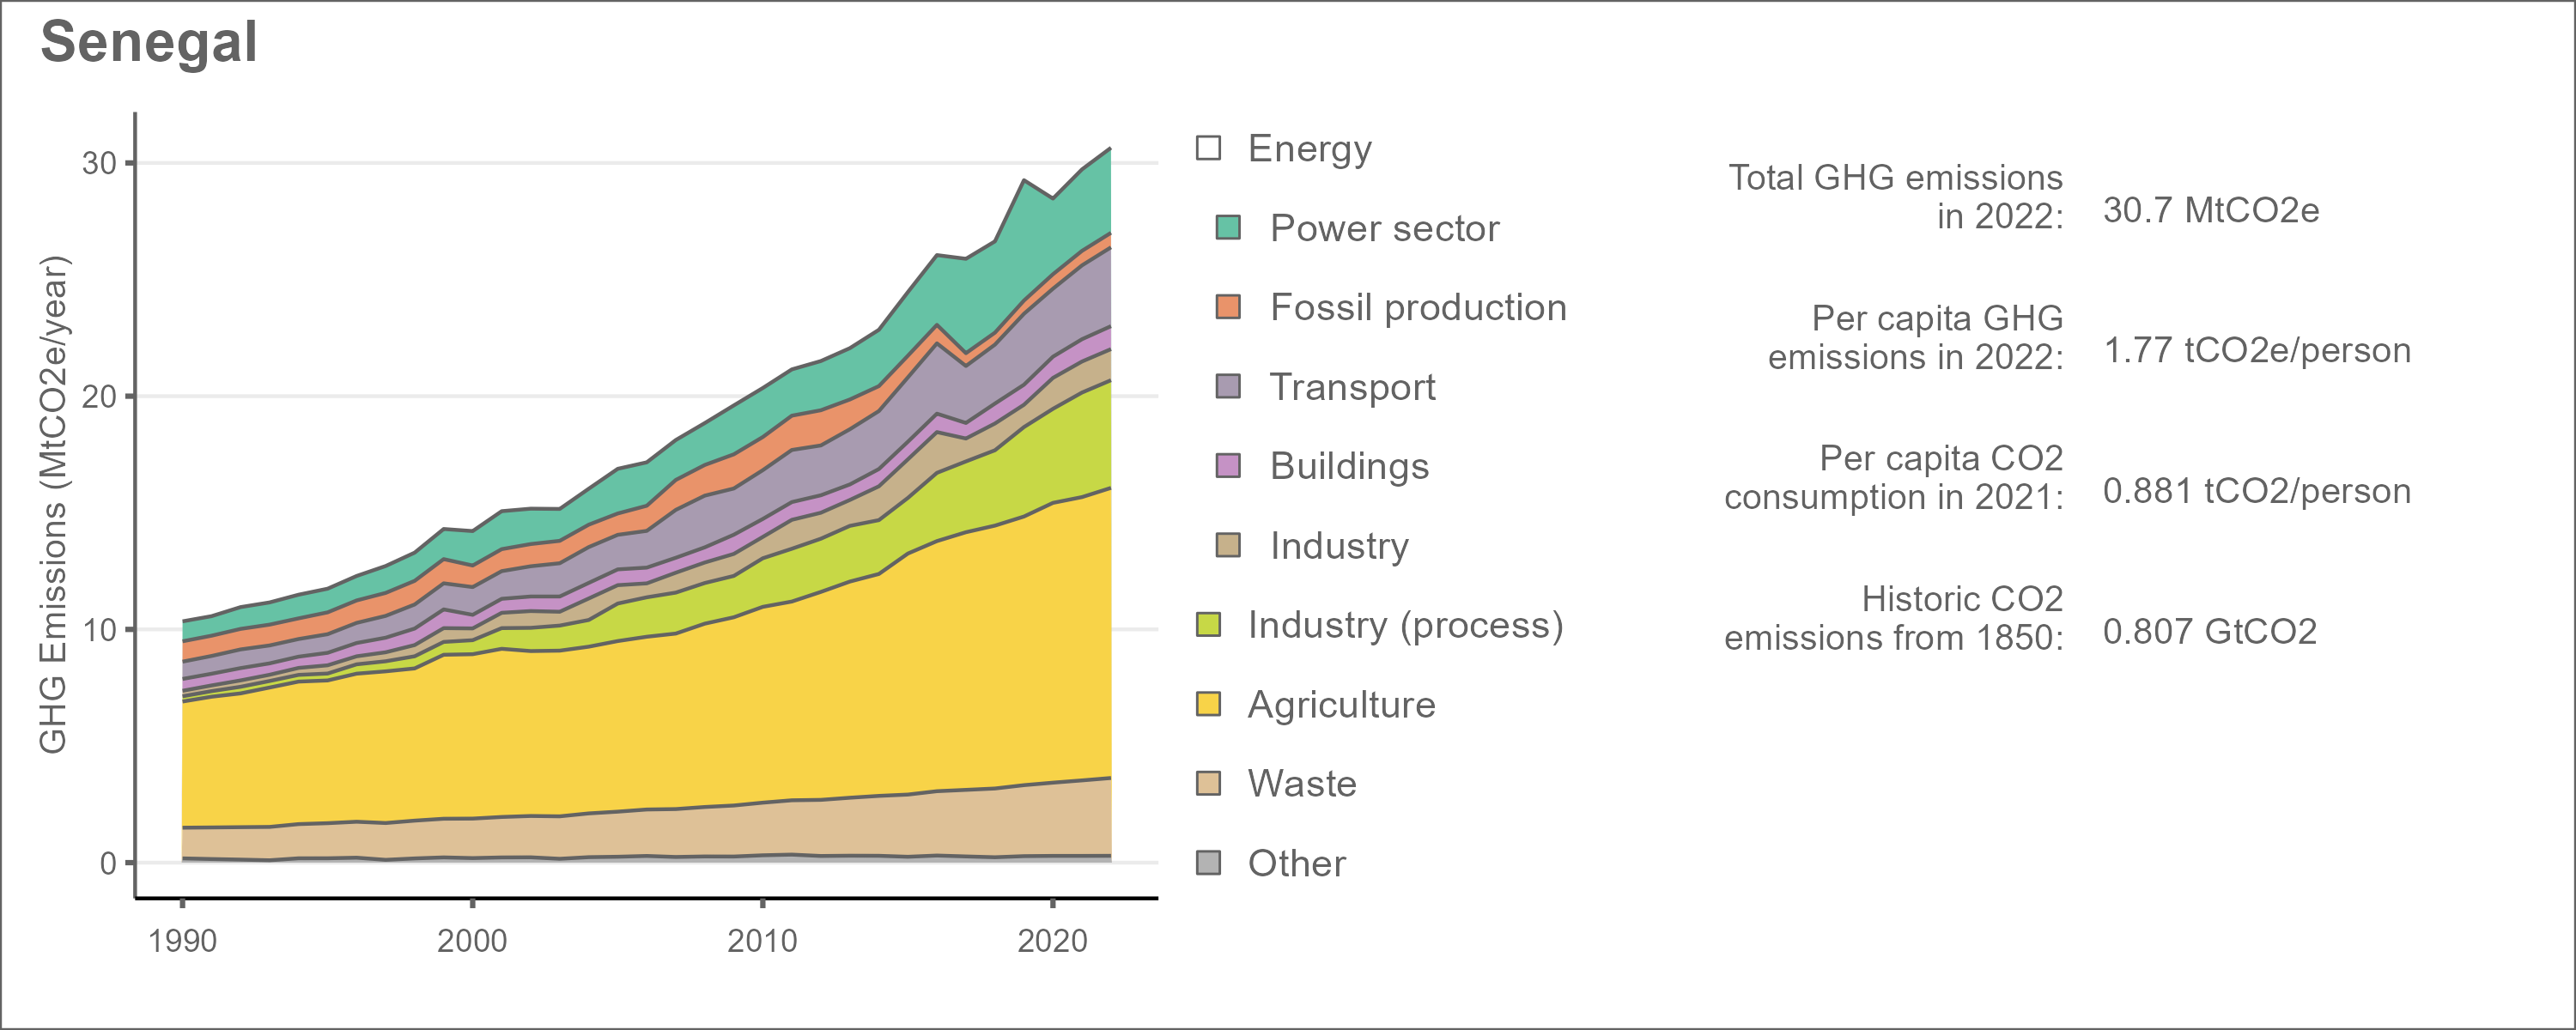 Senegal
GHG Emissions (MtCO2e/year)
30
20
10
0
1990
2000
2010
2020
Energy
Power sector
Fossil production
Transport
Buildings
Industry
Industry (process)
Agriculture
Waste
Other
Total GHG emissions
in 2022:
30.7 MtCO2e
Per capita GHG
emissions in 2022:
1.77 tCO2e/person
Per capita CO2
consumption in 2021:
0.881 tCO2/person
Historic CO2
emissions from 1850:
0.807 GtCO2